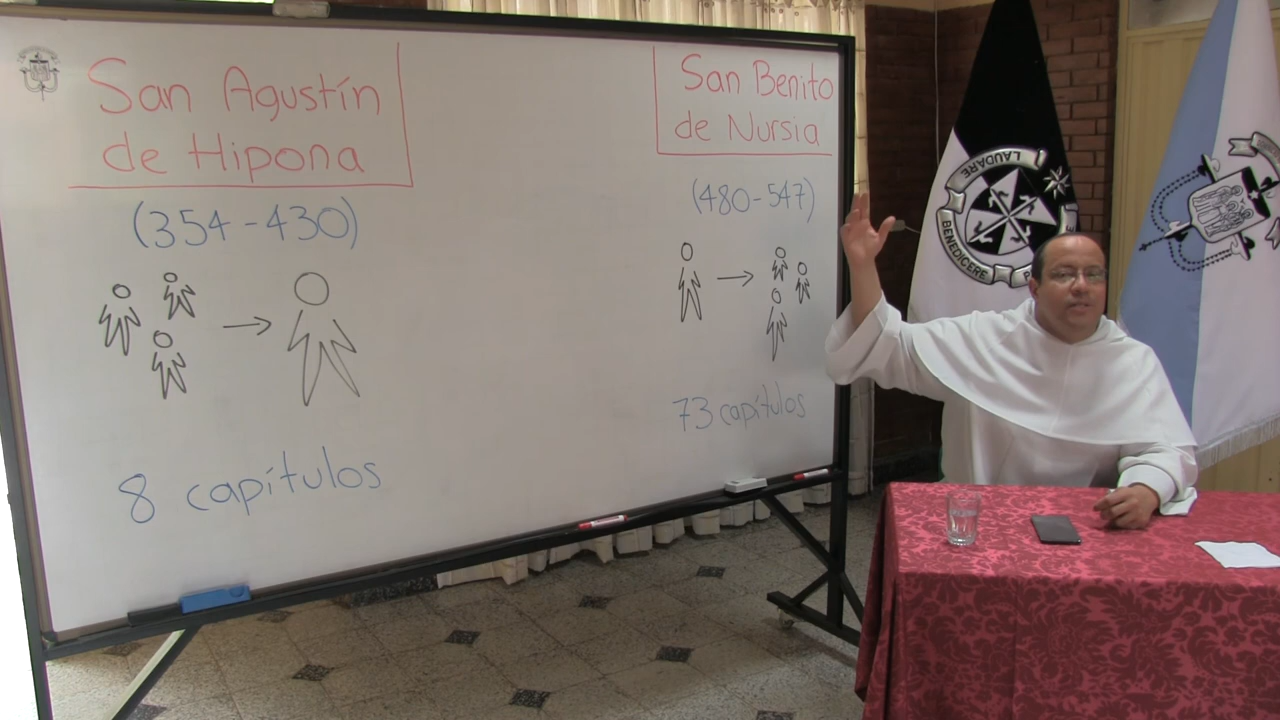 San Agustín
de Hipona
(354-430)
8 capítulos
San Benito
de Nursia
(480-547)
73 capítulos
LAUDARE
BENEDICERE